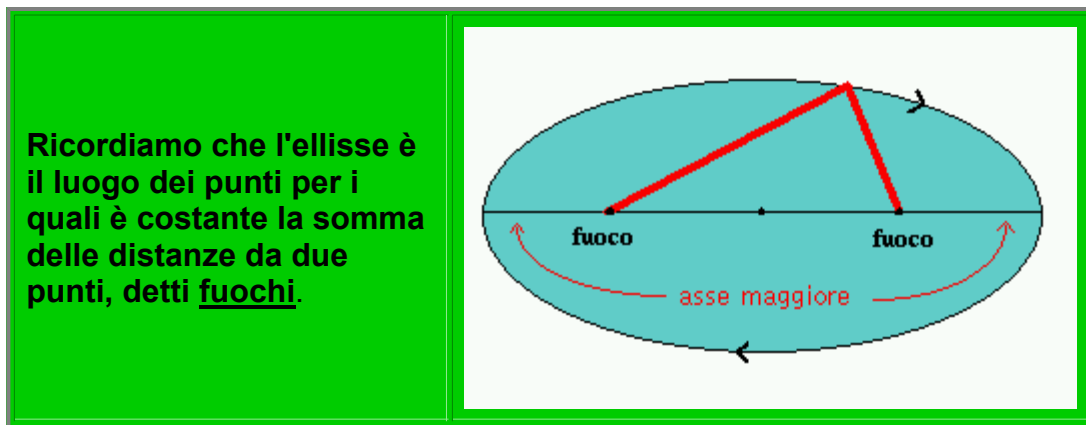 Ricordiamo che l'ellisse è
il luogo dei punti per i
quali è costante la somma
delle distanze da due
punti, detti fuochi.
fuoco
fuoco
asse maggiore